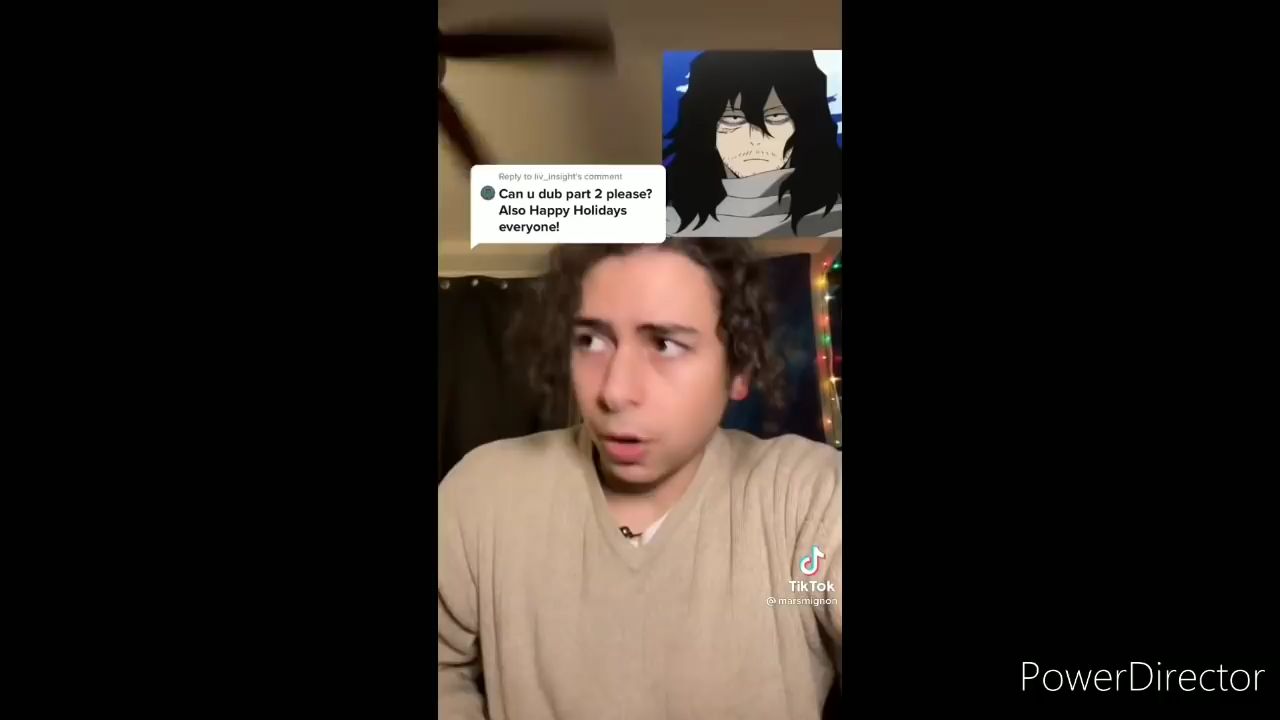 Reply to liv_insight's comment
Can u dub part 2 please?
Also Happy Holidays
everyone!
TikTok
@marsmignon
PowerDirector